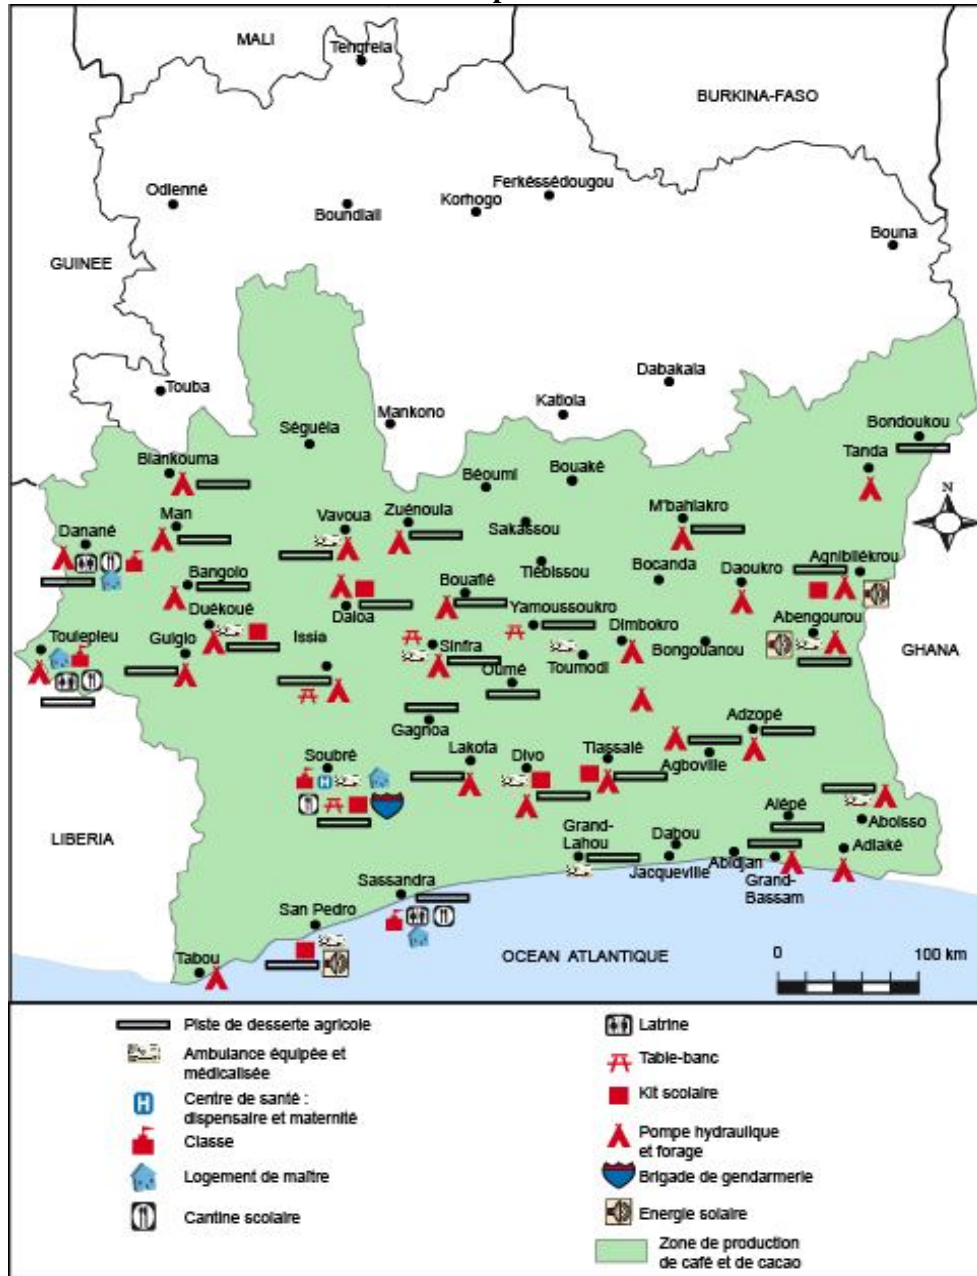 MALI
Tengrela
BURKINA-FASO
Odienné
Boundiali
Korhogo
Ferkéssédougou
Bouna
GUINEE
Touba
Mankono
Katiola
Dabakala
Séguéla
Bondoukou
Tanda
Biankouma
Béoumi
Bouaké
Man
Vavoua
Zuénoula
Sakassou
M'bahiakro
N
Danané
Bangolo
Daloa
Bouaflé
Tiébissou
Bocanda
Daoukro
Agnibilékrou
Duékoué
Yamoussoukro
Dimbokro
Abengourou
Toulepleu
Guiglo
Issia
Sinfra
Toumodi
Bongouanou
GHANA
Oumé
Gagnoa
Adzopé
Soubré
Lakota
Divo
Tiassalé
Agboville
Alépé
Aboisso
LIBERIA
Grand-
Lahou
Dabou
Jacqueville
Abidjan
Grand-
Bassam
Adiaké
Sassandra
San Pedro
OCEAN ATLANTIQUE
0
100 km
Tabou
Piste de desserte agricole
Ambulance équipée et
médicalisée
Centre de santé :
dispensaire et maternité
Classe
Logement de maître
Cantine scolaire
Latrine
Table-banc
Kit scolaire
Pompe hydraulique
et forage
Brigade de gendarmerie
Energie solaire
Zone de production
de café et de cacao